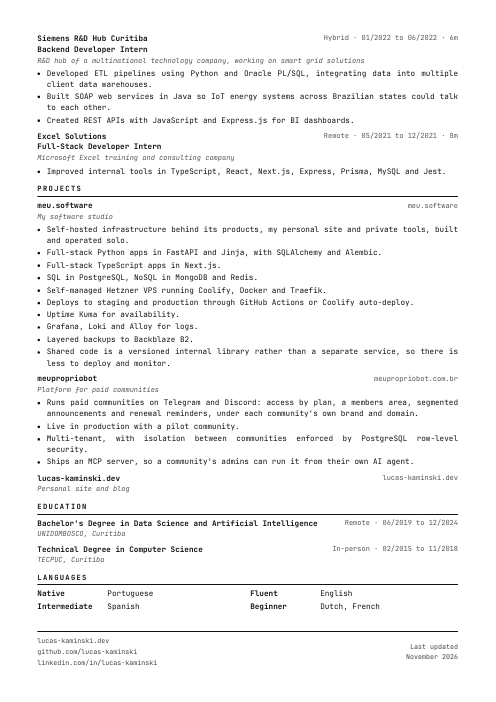 Siemens R&D Hub Curitiba Hybrid · 01/2022 to 06/2022 · 6m
Backend Developer Intern
R&D hub of a multinational technology company, working on smart grid solutions
• Developed ETL pipelines using Python and Oracle PL/SQL, integrating data into multiple
client data warehouses.
• Built SOAP web services in Java so IoT energy systems across Brazilian states could talk
to each other.
• Created REST APIs with JavaScript and Express.js for BI dashboards.
Excel Solutions Remote · 05/2021 to 12/2021 · 8m
Full-Stack Developer Intern
Microsoft Excel training and consulting company
• Improved internal tools in TypeScript, React, Next.js, Express, Prisma, MySQL and Jest.
PROJECTS
meu.software meu.software
My software studio
• Self-hosted infrastructure behind its products, my personal site and private tools, built
and operated solo.
• Full-stack Python apps in FastAPI and Jinja, with SQLAlchemy and Alembic.
• Full-stack TypeScript apps in Next.js.
• SQL in PostgreSQL, NoSQL in MongoDB and Redis.
• Self-managed Hetzner VPS running Coolify, Docker and Traefik.
• Deploys to staging and production through GitHub Actions or Coolify auto-deploy.
• Uptime Kuma for availability.
• Grafana, Loki and Alloy for logs.
• Layered backups to Backblaze B2.
• Shared code is a versioned internal library rather than a separate service, so there is
less to deploy and monitor.
meupropriobot meupropriobot.com.br
Platform for paid communities
• Runs paid communities on Telegram and Discord: access by plan, a members area, segmented
announcements and renewal reminders, under each community's own brand and domain.
• Live in production with a pilot community.
• Multi-tenant, with isolation between communities enforced by PostgreSQL row-level
security.
• Ships an MCP server, so a community's admins can run it from their own AI agent.
lucas-kaminski.dev lucas-kaminski.dev
Personal site and blog
EDUCATION
Bachelor's Degree in Data Science and Artificial Intelligence Remote · 06/2019 to 12/2024
UNIDOMBOSCO, Curitiba
Technical Degree in Computer Science In-person · 02/2015 to 11/2018
TECPUC, Curitiba
LANGUAGES
Native Portuguese Fluent English
Intermediate Spanish Beginner Dutch, French
lucas-kaminski.dev
github.com/lucas-kaminski
linkedin.com/in/lucas-kaminski
Last updated
November 2026